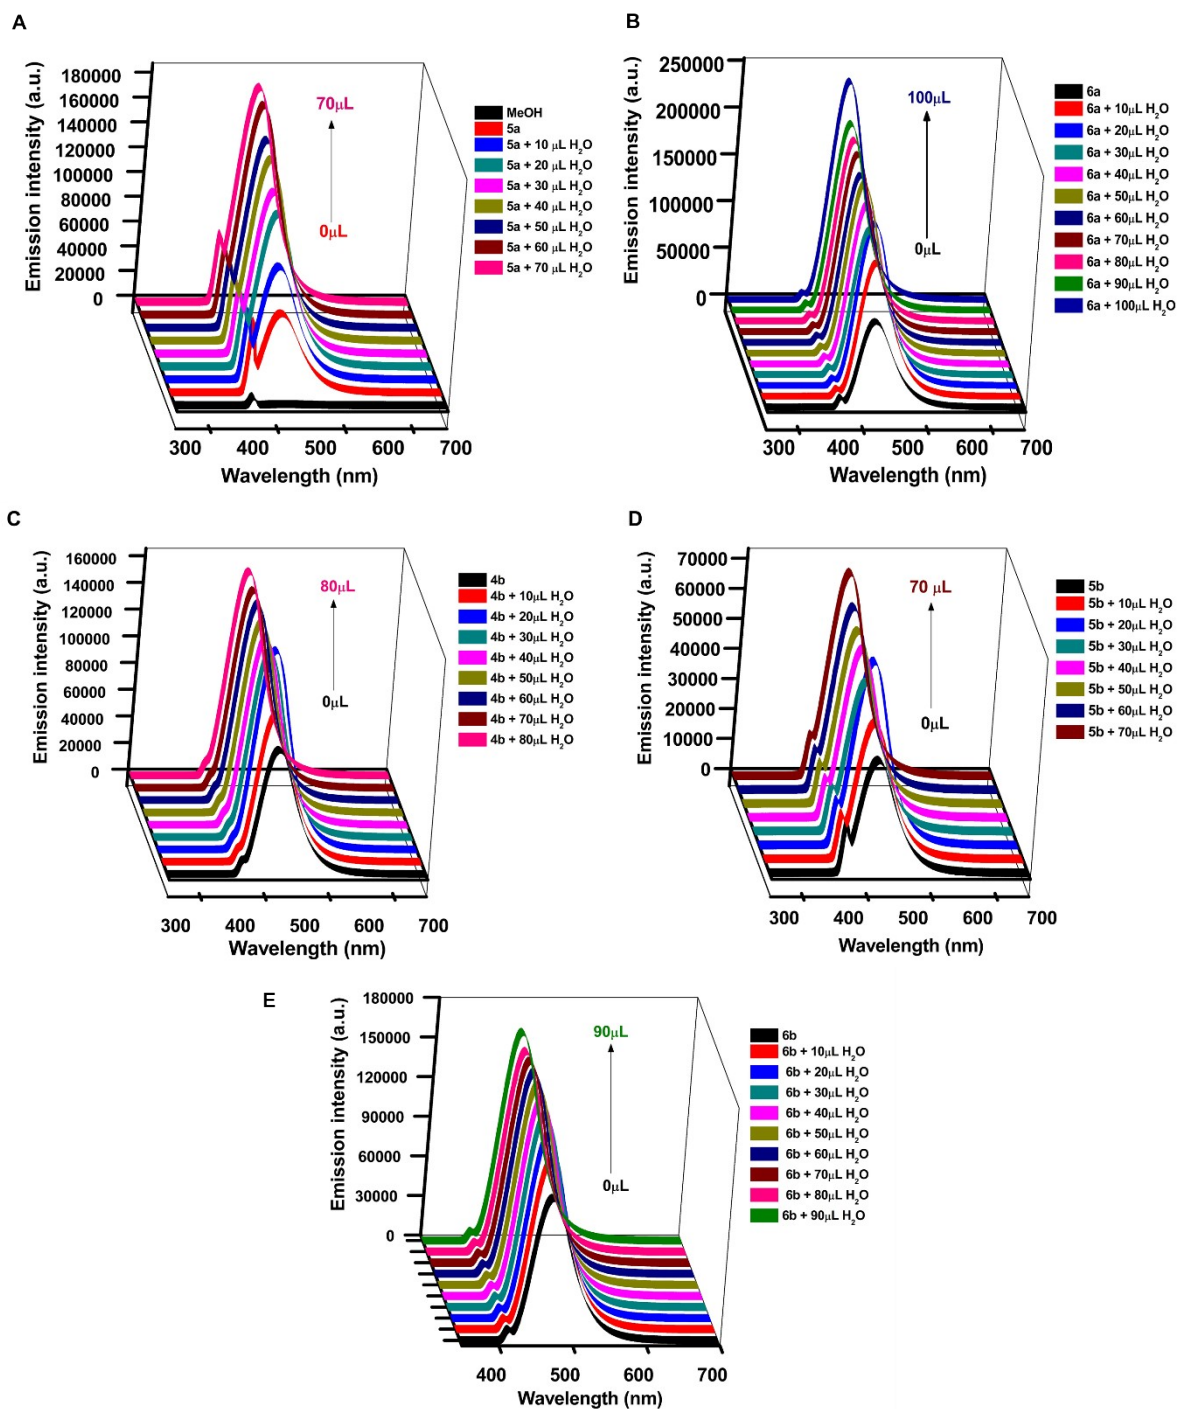 A
Emission intensity (a.u.)
180000
160000
140000
120000
100000
80000
60000
40000
20000
0
70µL
0µL
MeOH
5a
5a + 10 µL H₂O
5a + 20 µL H₂O
5a + 30 µL H₂O
5a + 40 µL H₂O
5a + 50 µL H₂O
5a + 60 µL H₂O
5a + 70 µL H₂O
300 400 500 600 700
Wavelength (nm)
B
Emission intensity (a.u.)
250000
200000
150000
100000
50000
0
100µL
0µL
6a
6a + 10µL H₂O
6a + 20µL H₂O
6a + 30µL H₂O
6a + 40µL H₂O
6a + 50µL H₂O
6a + 60µL H₂O
6a + 70µL H₂O
6a + 80µL H₂O
6a + 90µL H₂O
6a + 100µL H₂O
300 400 500 600 700
Wavelength (nm)
C
Emission intensity (a.u.)
160000
140000
120000
100000
80000
60000
40000
20000
0
80µL
0µL
4b
4b + 10µL H₂O
4b + 20µL H₂O
4b + 30µL H₂O
4b + 40µL H₂O
4b + 50µL H₂O
4b + 60µL H₂O
4b + 70µL H₂O
4b + 80µL H₂O
300 400 500 600 700
Wavelength (nm)
D
Emission intensity (a.u.)
70000
60000
50000
40000
30000
20000
10000
0
70 µL
0µL
5b
5b + 10µL H₂O
5b + 20µL H₂O
5b + 30µL H₂O
5b + 40µL H₂O
5b + 50µL H₂O
5b + 60µL H₂O
5b + 70µL H₂O
300 400 500 600 700
Wavelength (nm)
E
Emission intensity (a.u.)
180000
150000
120000
90000
60000
30000
0
90µL
0µL
6b
6b + 10µL H₂O
6b + 20µL H₂O
6b + 30µL H₂O
6b + 40µL H₂O
6b + 50µL H₂O
6b + 60µL H₂O
6b + 70µL H₂O
6b + 80µL H₂O
6b + 90µL H₂O
400 500 600 700
Wavelength (nm)